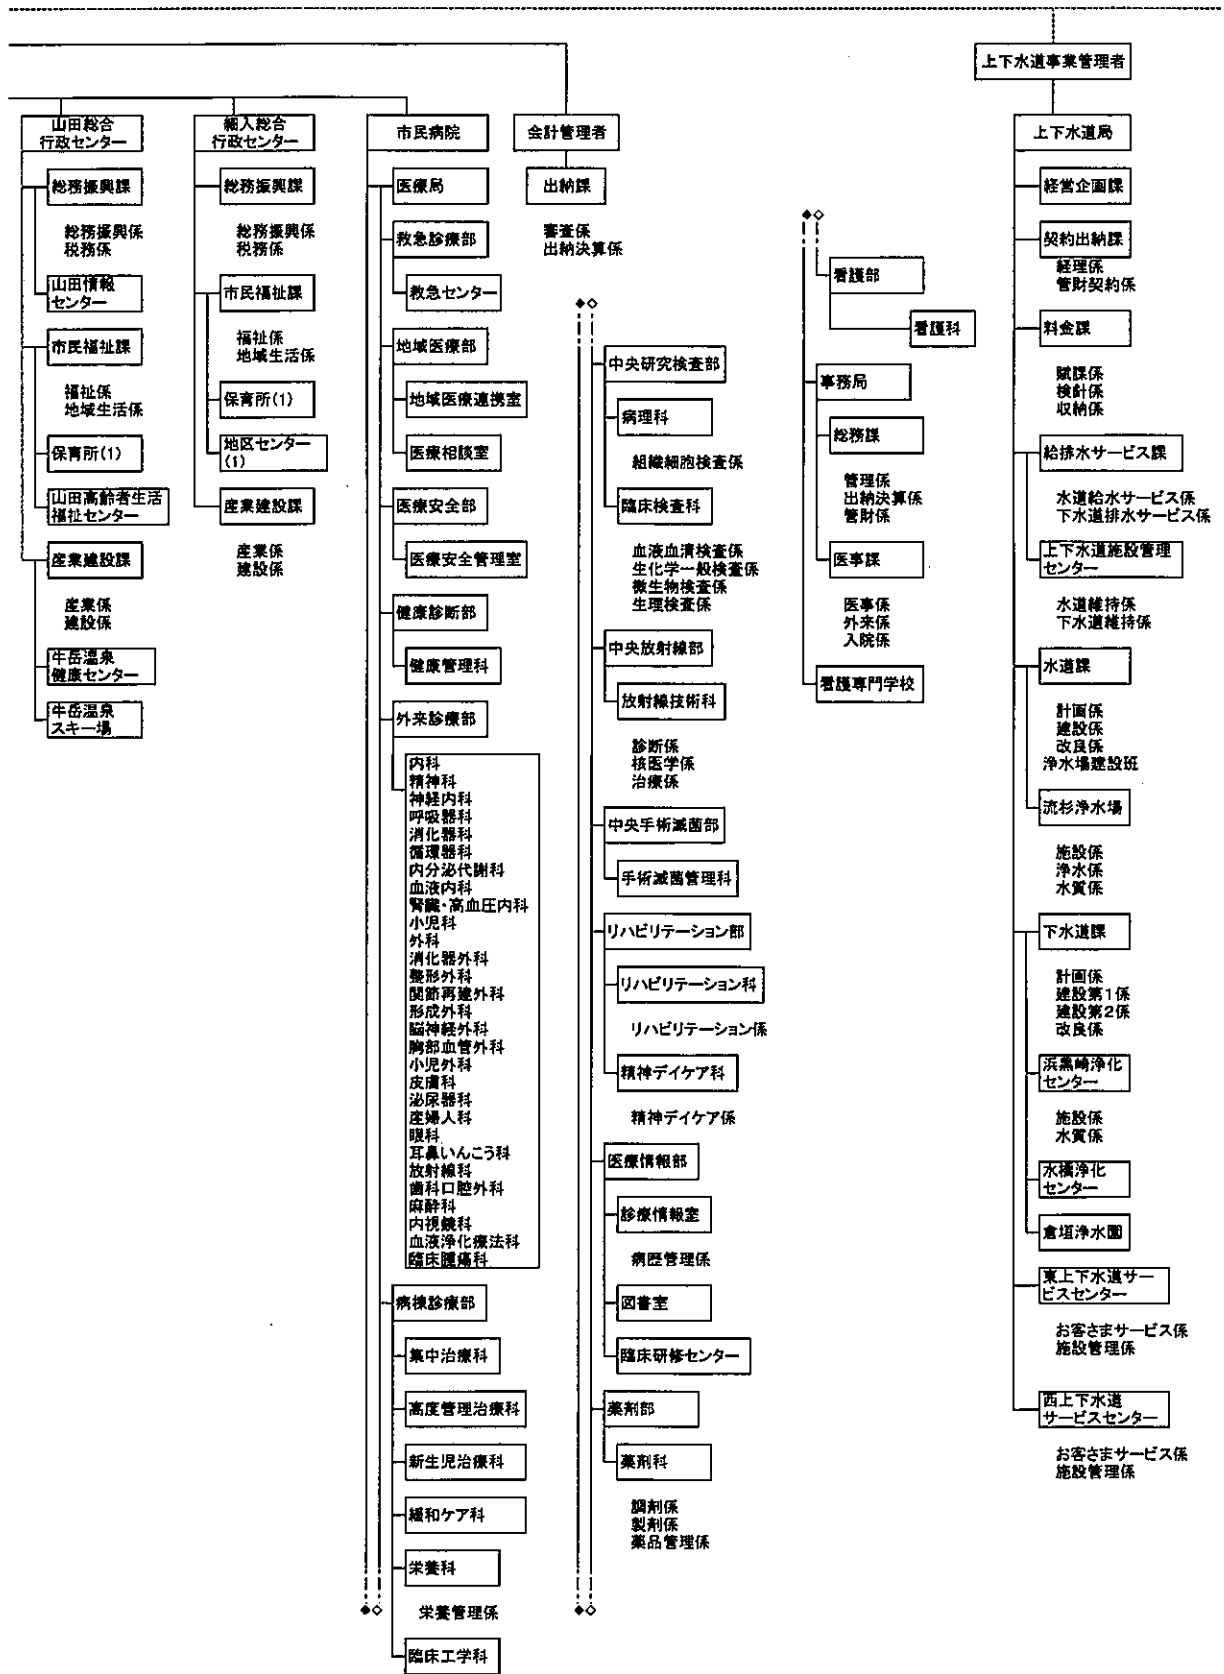 上下水道事業管理者
山田総合
行政センター
細入総合
行政センター
市民病院
会計管理者
上下水道局
総務振興課
総務振興係
税務係
山田情報
センター
市民福祉課
福祉係
地域生活係
保育所(1)
山田高齢者生活
福祉センター
産業建設課
産業係
建設係
牛岳温泉
健康センター
牛岳温泉
スキー場
総務振興課
総務振興係
税務係
市民福祉課
福祉係
地域生活係
保育所(1)
地区センター
(1)
産業建設課
産業係
建設係
医療局
救急診療部
救急センター
地域医療部
地域医療連携室
医療相談室
医療安全部
医療安全管理室
健康診断部
健康管理科
外来診療部
内科
精神科
神経内科
呼吸器科
消化器科
循環器科
内分泌代謝科
血液内科
腎臓・高血圧内科
小児科
外科
消化器外科
整形外科
関節再建外科
形成外科
脳神経外科
胸部血管外科
小児外科
皮膚科
泌尿器科
産婦人科
眼科
耳鼻いんこう科
放射線科
歯科口腔外科
麻酔科
内視鏡科
血液浄化療法科
臨床腫瘍科
病棟診療部
集中治療科
高度管理治療科
新生児治療科
緩和ケア科
栄養科
◆◇
栄養管理係
臨床工学科
出納課
審査係
出納決算係
◆◇
中央研究検査部
病理科
組織細胞検査係
臨床検査科
血液血清検査係
生化学一般検査係
微生物検査係
生理検査係
中央放射線部
放射線技術科
診断係
核医学係
治療係
中央手術滅菌部
手術滅菌管理科
リハビリテーション部
リハビリテーション科
リハビリテーション係
精神デイケア科
精神デイケア係
医療情報部
診療情報室
病歴管理係
図書室
臨床研修センター
薬剤部
薬剤科
調剤係
製剤係
薬品管理係
◆◇
◆◇
看護部
看護科
事務局
総務課
管理係
出納決算係
管財係
医事課
医事係
外来係
入院係
看護専門学校
経営企画課
契約出納課
経理係
管財契約係
料金課
賦課係
検針係
収納係
給排水サービス課
水道給水サービス係
下水道排水サービス係
上下水道施設管理
センター
水道維持係
下水道維持係
水道課
計画係
建設係
改良係
浄水場建設班
流杉浄水場
施設係
浄水係
水質係
下水道課
計画係
建設第1係
建設第2係
改良係
浜黒崎浄化
センター
施設係
水質係
水橋浄化
センター
倉垣浄水園
東上下水道サー
ビスセンター
お客さまサービス係
施設管理係
西上下水道
サービスセンター
お客さまサービス係
施設管理係